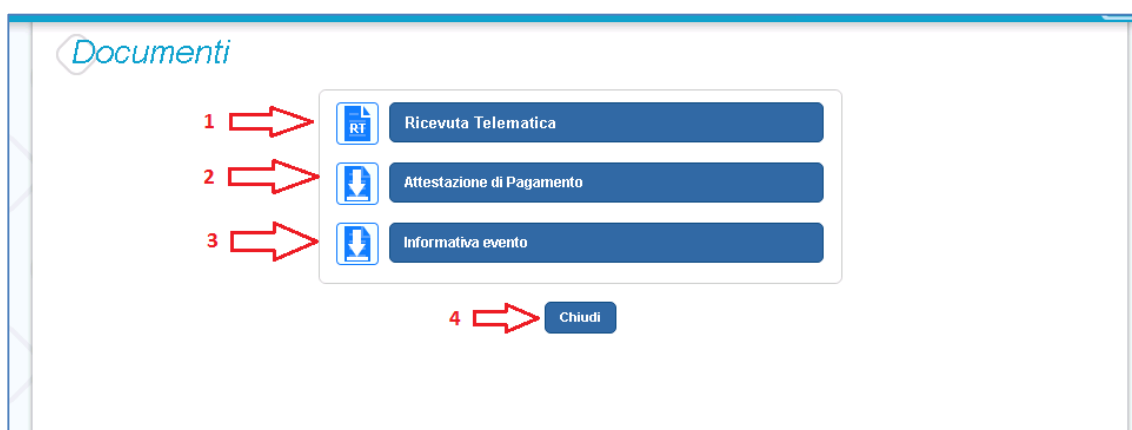 Documenti
1 RT Ricevuta Telematica
2 Attestazione di Pagamento
3 Informativa evento
4 Chiudi